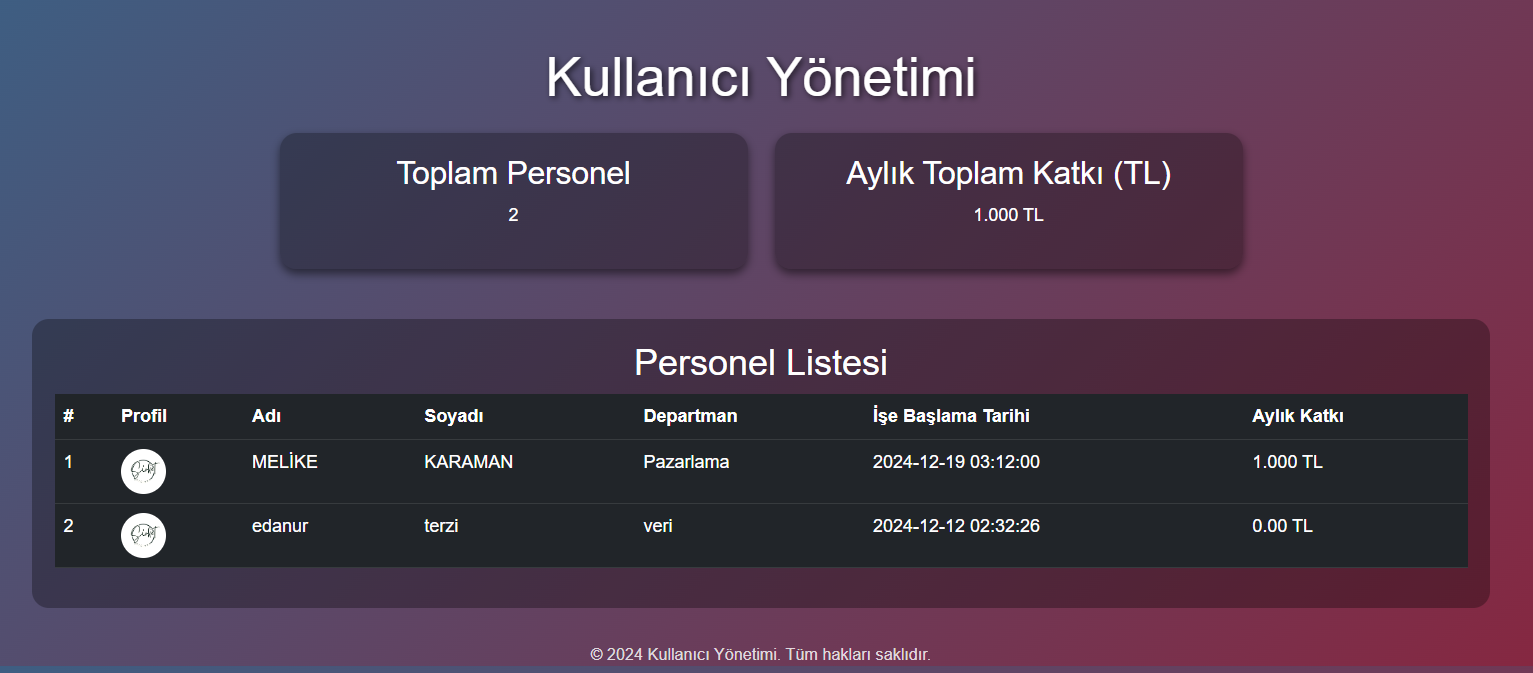 Kullanıcı Yönetimi
Toplam Personel
2
Aylık Toplam Katkı (TL)
1.000 TL
Personel Listesi
# Profil Adı Soyadı Departman İşe Başlama Tarihi Aylık Katkı
1 MELİKE KARAMAN Pazarlama 2024-12-19 03:12:00 1.000 TL
2 edanur terzi veri 2024-12-12 02:32:26 0.00 TL
© 2024 Kullanıcı Yönetimi. Tüm hakları saklıdır.